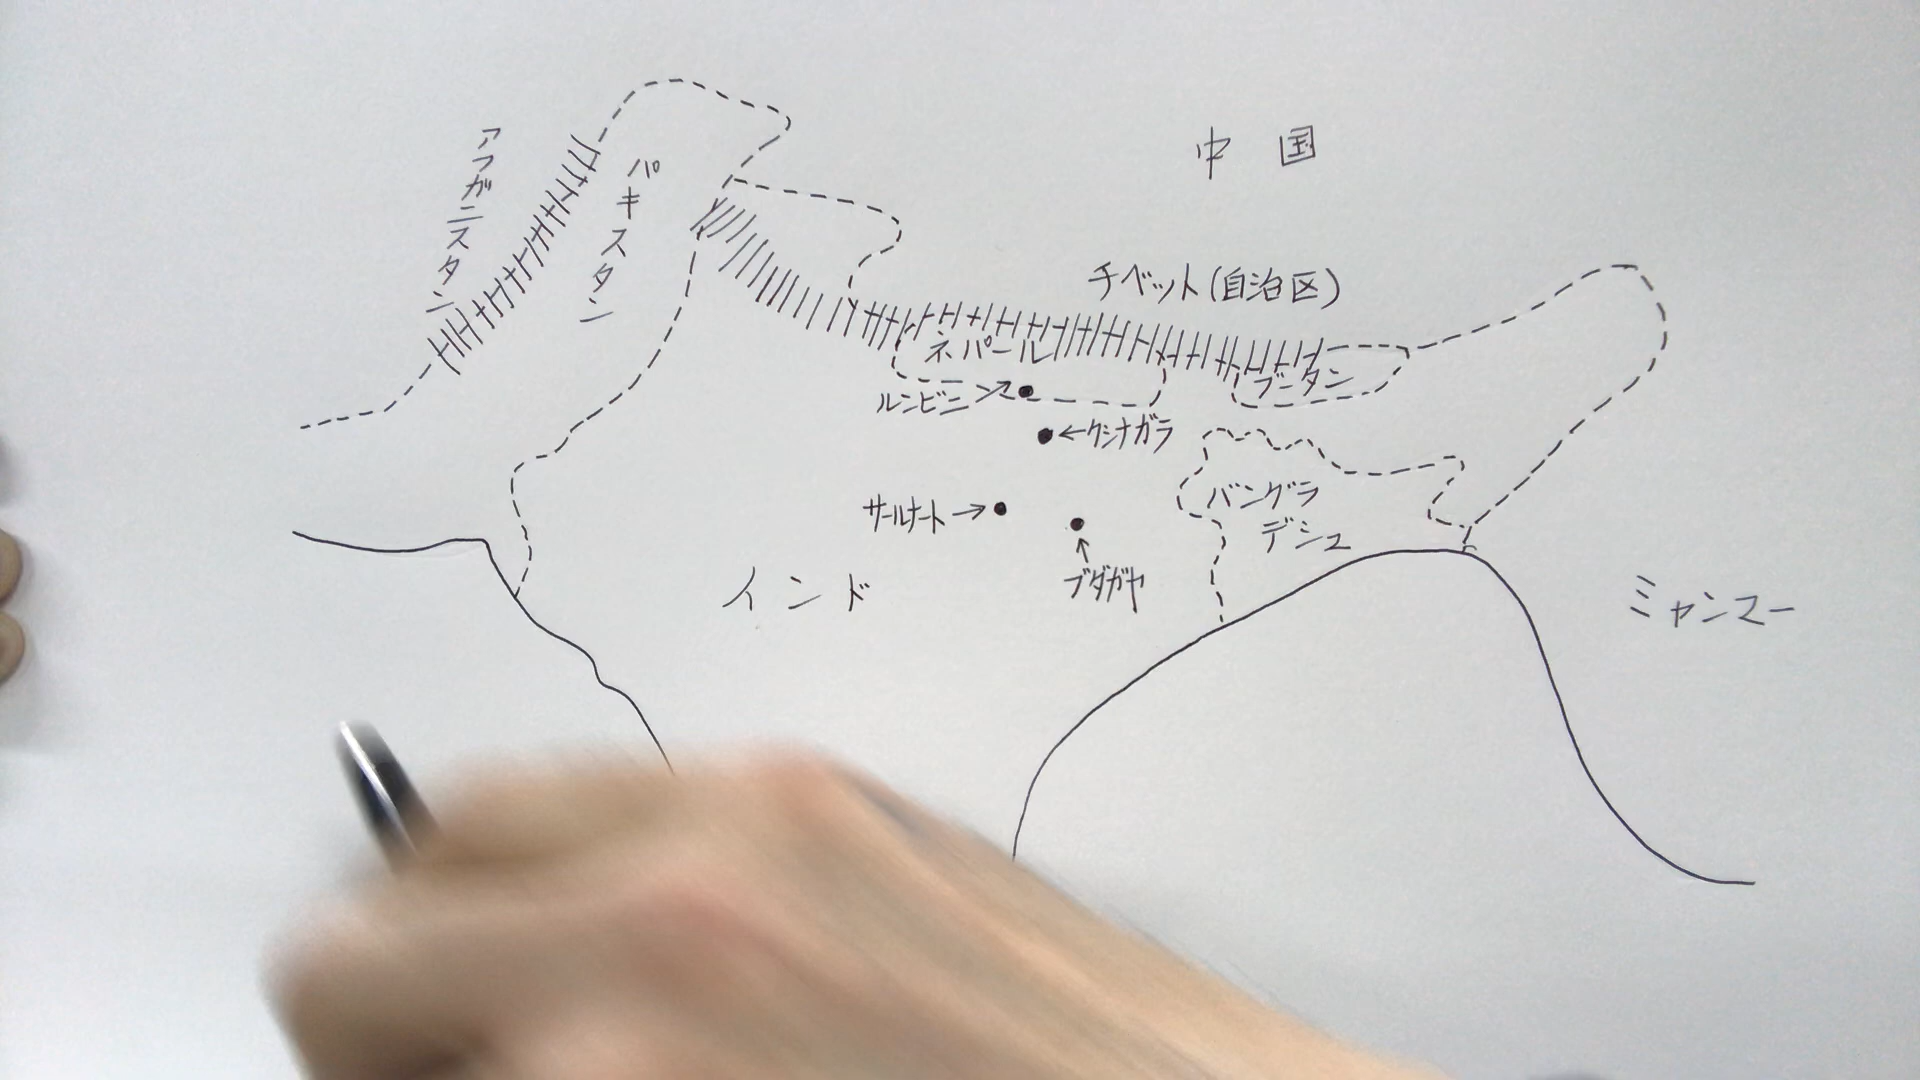 アフガニスタン
パキスタン
中国
チベット(自治区)
ネパール
ブータン
ルンビニ
クシナガラ
サールナート
ブダガヤ
バングラ
デシュ
インド
ミャンマー